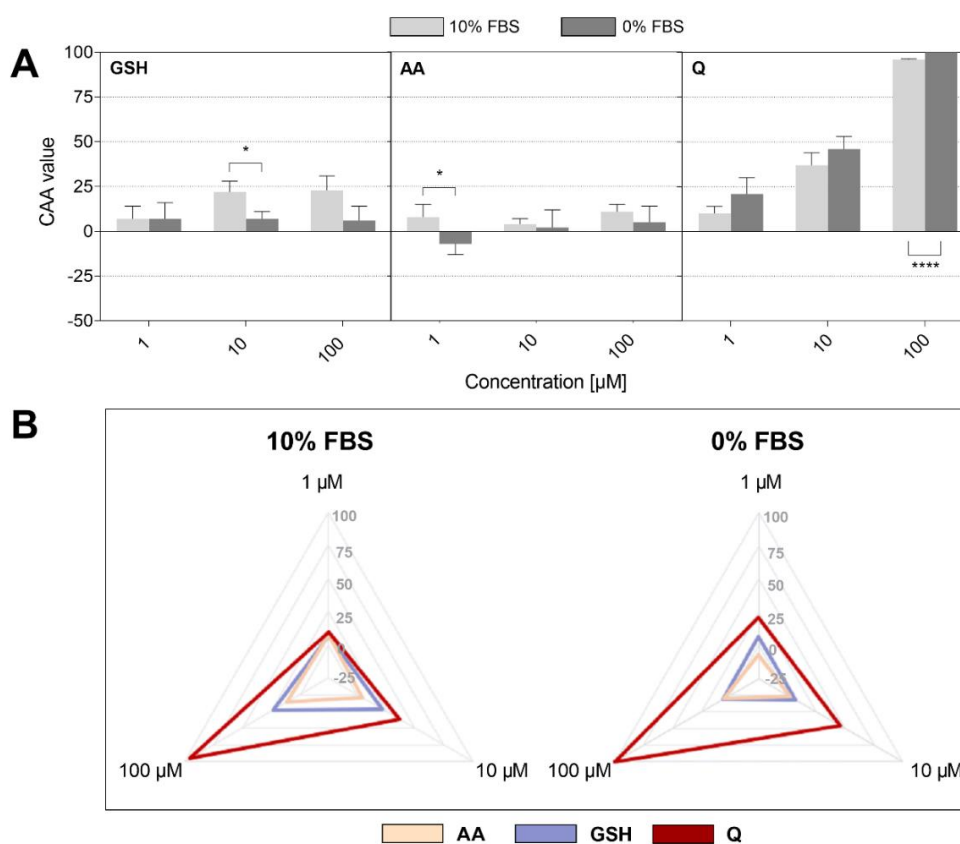 10% FBS 0% FBS
A
GSH AA Q
CAA value
100
75
50
25
0
-25
-50
*
*
****
1 10 100 1 10 100 1 10 100
Concentration [µM]
B
10% FBS 0% FBS
1 µM 1 µM
100 100
75 75
50 50
25 25
0 0
-25 -25
100 µM 10 µM 100 µM 10 µM
AA GSH Q